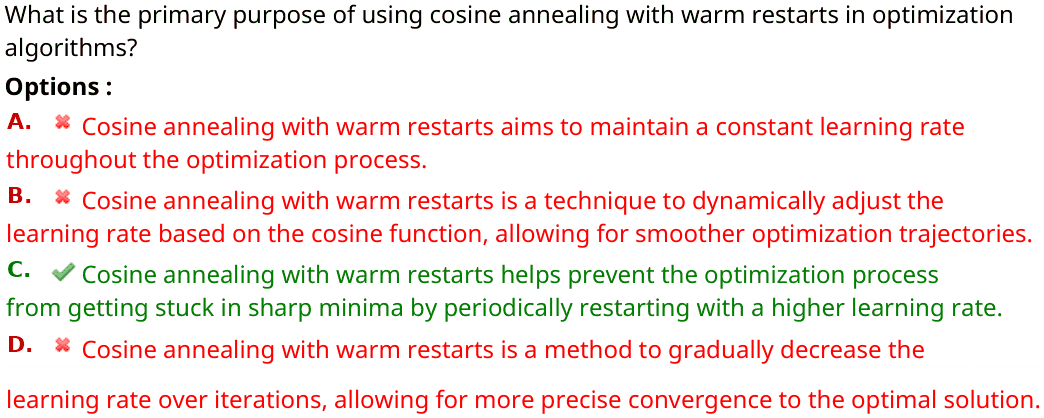 What is the primary purpose of using cosine annealing with warm restarts in optimization
algorithms?
Options :
A. ✖ Cosine annealing with warm restarts aims to maintain a constant learning rate
throughout the optimization process.
B. ✖ Cosine annealing with warm restarts is a technique to dynamically adjust the
learning rate based on the cosine function, allowing for smoother optimization trajectories.
C. ✔ Cosine annealing with warm restarts helps prevent the optimization process
from getting stuck in sharp minima by periodically restarting with a higher learning rate.
D. ✖ Cosine annealing with warm restarts is a method to gradually decrease the
learning rate over iterations, allowing for more precise convergence to the optimal solution.